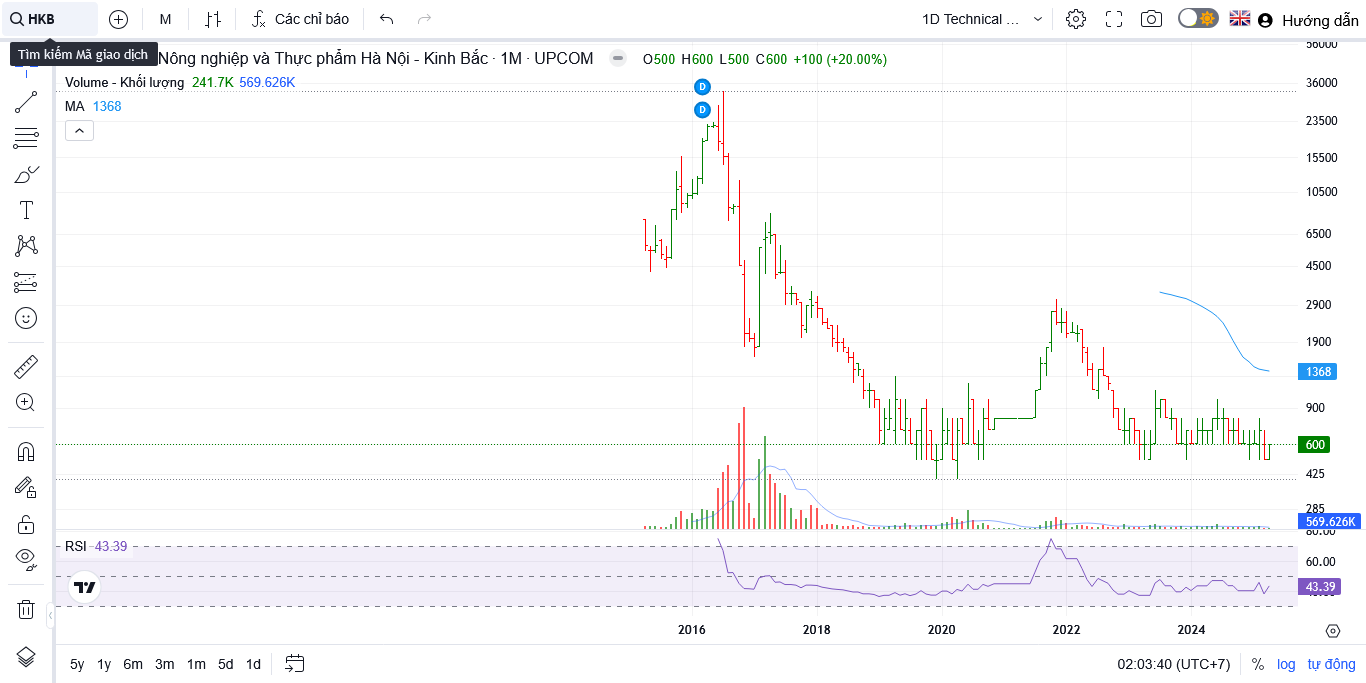 HKB
M
Các chỉ báo
1D Technical ...
Hướng dẫn
Tìm kiếm Mã giao dịch
Nông nghiệp và Thực phẩm Hà Nội - Kinh Bắc · 1M · UPCOM
O500 H600 L500 C600 +100 (+20.00%)
Volume - Khối lượng 241.7K 569.626K
MA 1368
D
D
56000
36000
23500
15500
10500
6500
4500
2900
1900
1368
900
600
425
285
569.626K
80.00
60.00
43.39
RSI 43.39
2016
2018
2020
2022
2024
5y
1y
6m
3m
1m
5d
1d
02:03:40 (UTC+7)
%
log
tự động